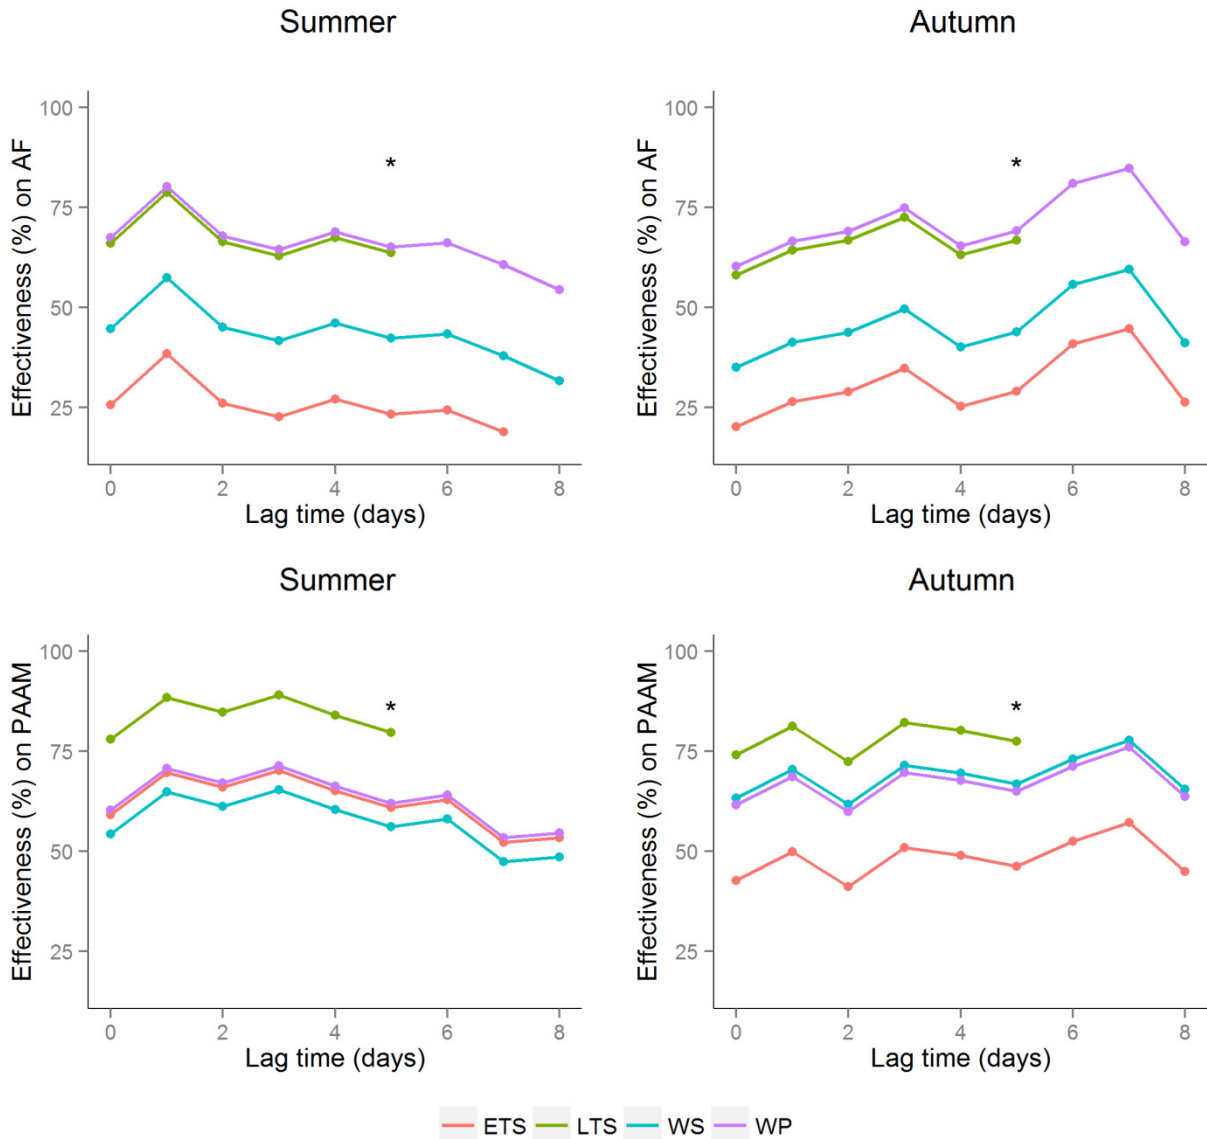 Summer
Autumn
Effectiveness (%) on AF
100
75
50
25
*
0 2 4 6 8
Lag time (days)
Effectiveness (%) on AF
100
75
50
25
*
0 2 4 6 8
Lag time (days)
Summer
Autumn
Effectiveness (%) on PAAM
100
75
50
25
*
0 2 4 6 8
Lag time (days)
Effectiveness (%) on PAAM
100
75
50
25
*
0 2 4 6 8
Lag time (days)
ETS LTS WS WP